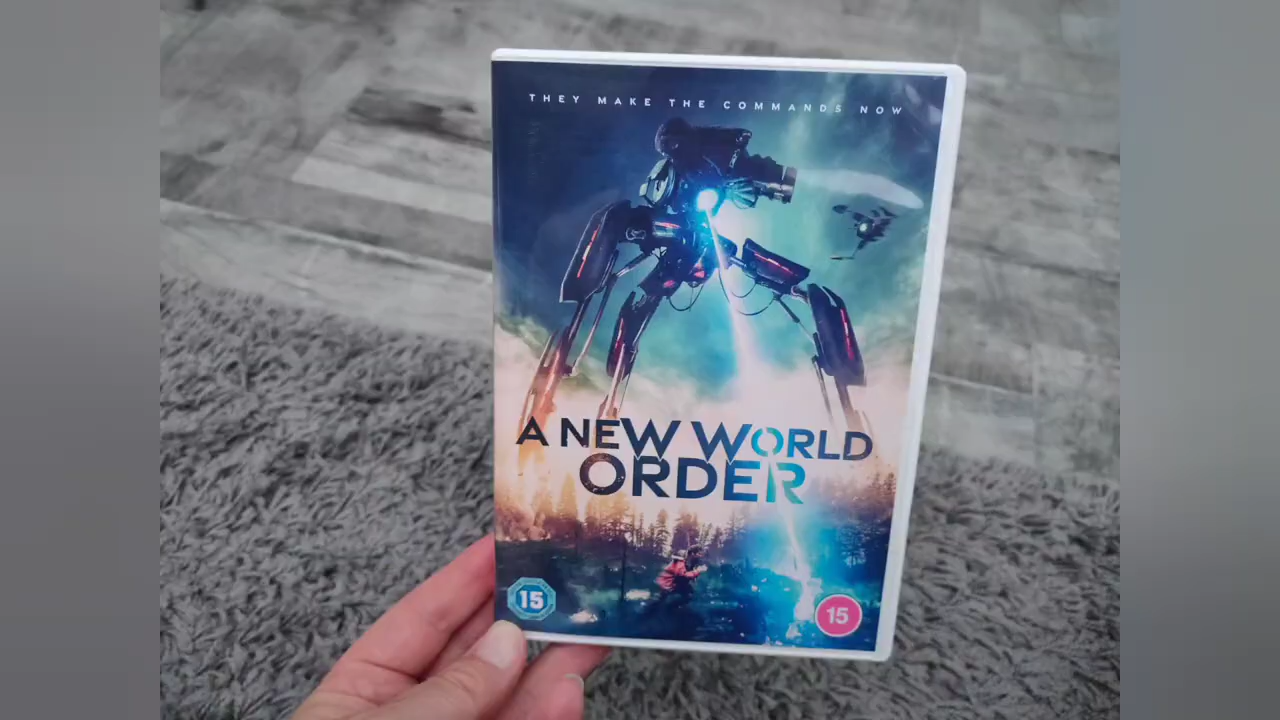 THEY MAKE THE COMMANDS NOW
A NEW WORLD
ORDER
15
15